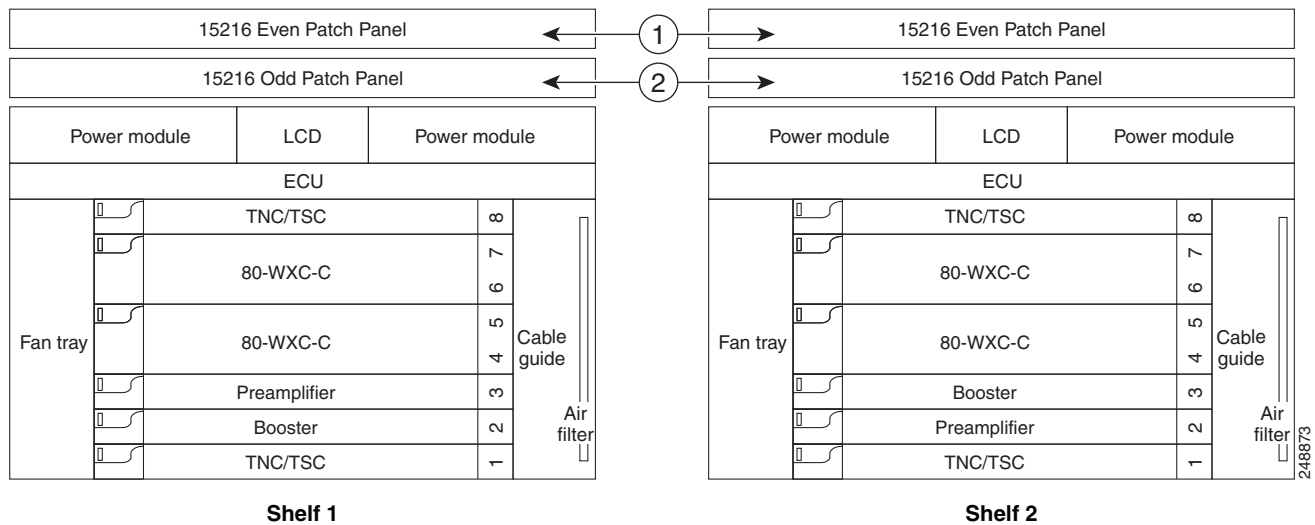 15216 Even Patch Panel
1
15216 Even Patch Panel
15216 Odd Patch Panel
2
15216 Odd Patch Panel
Power module
LCD
Power module
ECU
TNC/TSC
8
80-WXC-C
7
6
80-WXC-C
5
4
Preamplifier
3
Booster
2
TNC/TSC
1
Fan tray
Cable
guide
Air
filter
Shelf 1
Power module
LCD
Power module
ECU
TNC/TSC
8
80-WXC-C
7
6
80-WXC-C
5
4
Booster
3
Preamplifier
2
TNC/TSC
1
Fan tray
Cable
guide
Air
filter
Shelf 2
248873